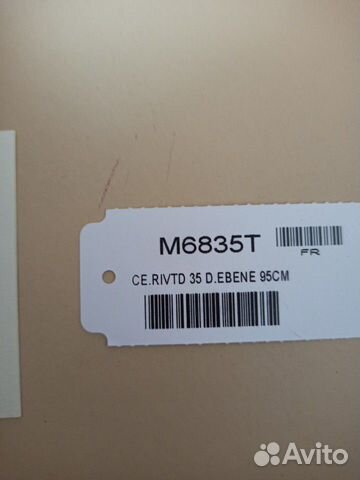 M6835T
FR
CE.RIVTD 35 D.EBENE 95CM
Avito